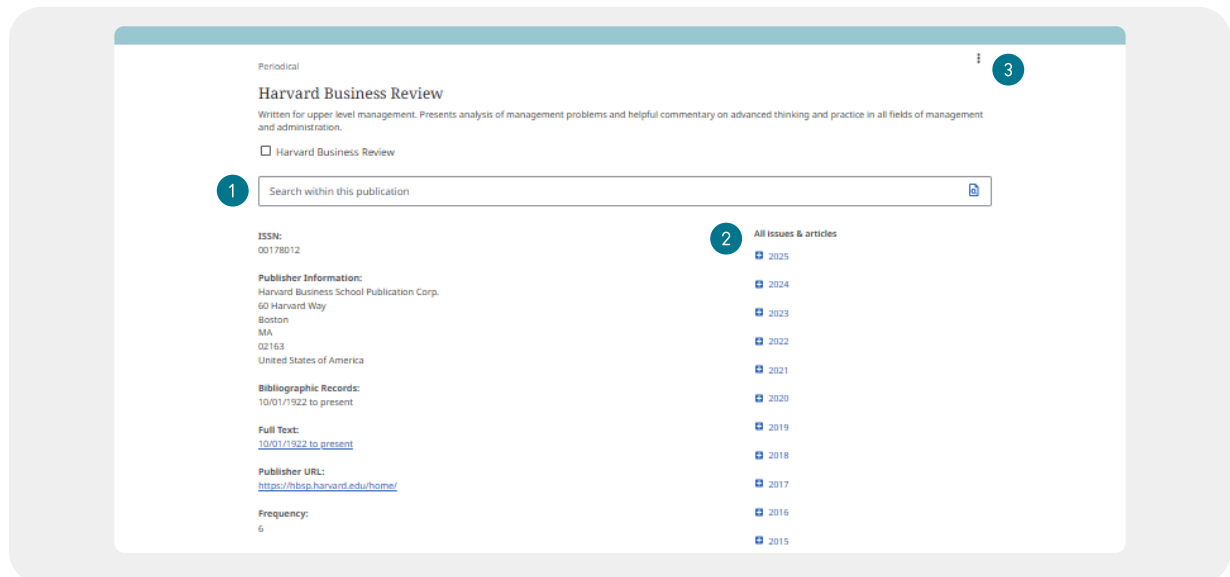 Periodical
3
Harvard Business Review
Written for upper level management. Presents analysis of management problems and helpful commentary on advanced thinking and practice in all fields of management
and administration.
Harvard Business Review
1
Search within this publication
ISSN:
00178012
Publisher Information:
Harvard Business School Publication Corp.
60 Harvard Way
Boston
MA
02163
United States of America
Bibliographic Records:
10/01/1922 to present
Full Text:
10/01/1922 to present
Publisher URL:
https://hbsp.harvard.edu/home/
Frequency:
6
2
All issues & articles
2025
2024
2023
2022
2021
2020
2019
2018
2017
2016
2015